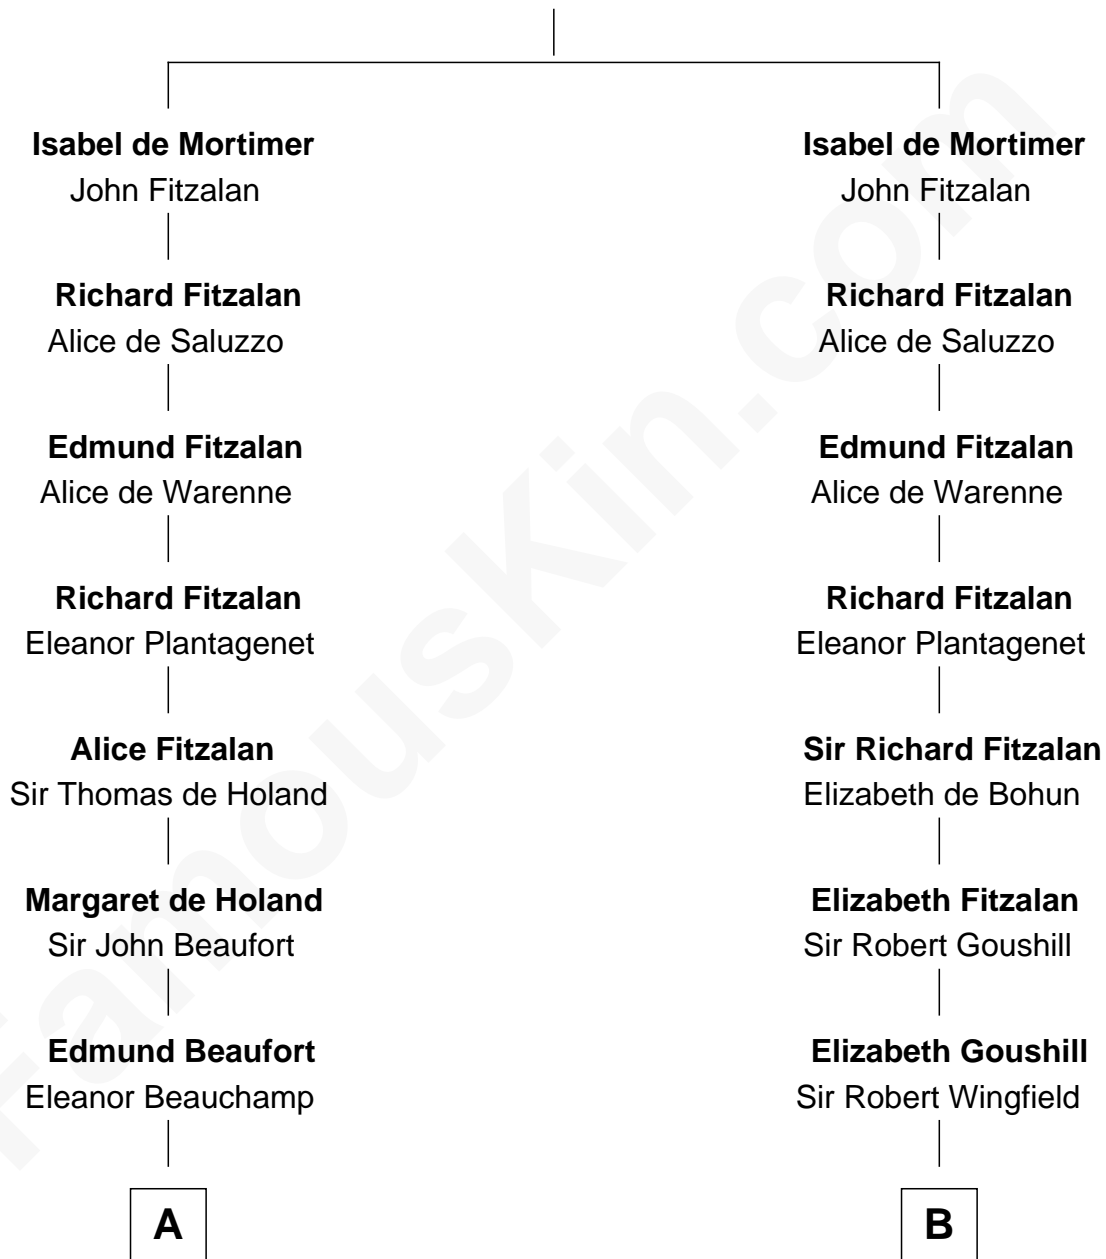 Isabel de Mortimer
John Fitzalan
Richard Fitzalan
Alice de Saluzzo
Edmund Fitzalan
Alice de Warenne
Richard Fitzalan
Eleanor Plantagenet
Alice Fitzalan
Sir Thomas de Holand
Margaret de Holand
Sir John Beaufort
Edmund Beaufort
Eleanor Beauchamp
A
Isabel de Mortimer
John Fitzalan
Richard Fitzalan
Alice de Saluzzo
Edmund Fitzalan
Alice de Warenne
Richard Fitzalan
Eleanor Plantagenet
Sir Richard Fitzalan
Elizabeth de Bohun
Elizabeth Fitzalan
Sir Robert Goushill
Elizabeth Goushill
Sir Robert Wingfield
B
FamousKin.com